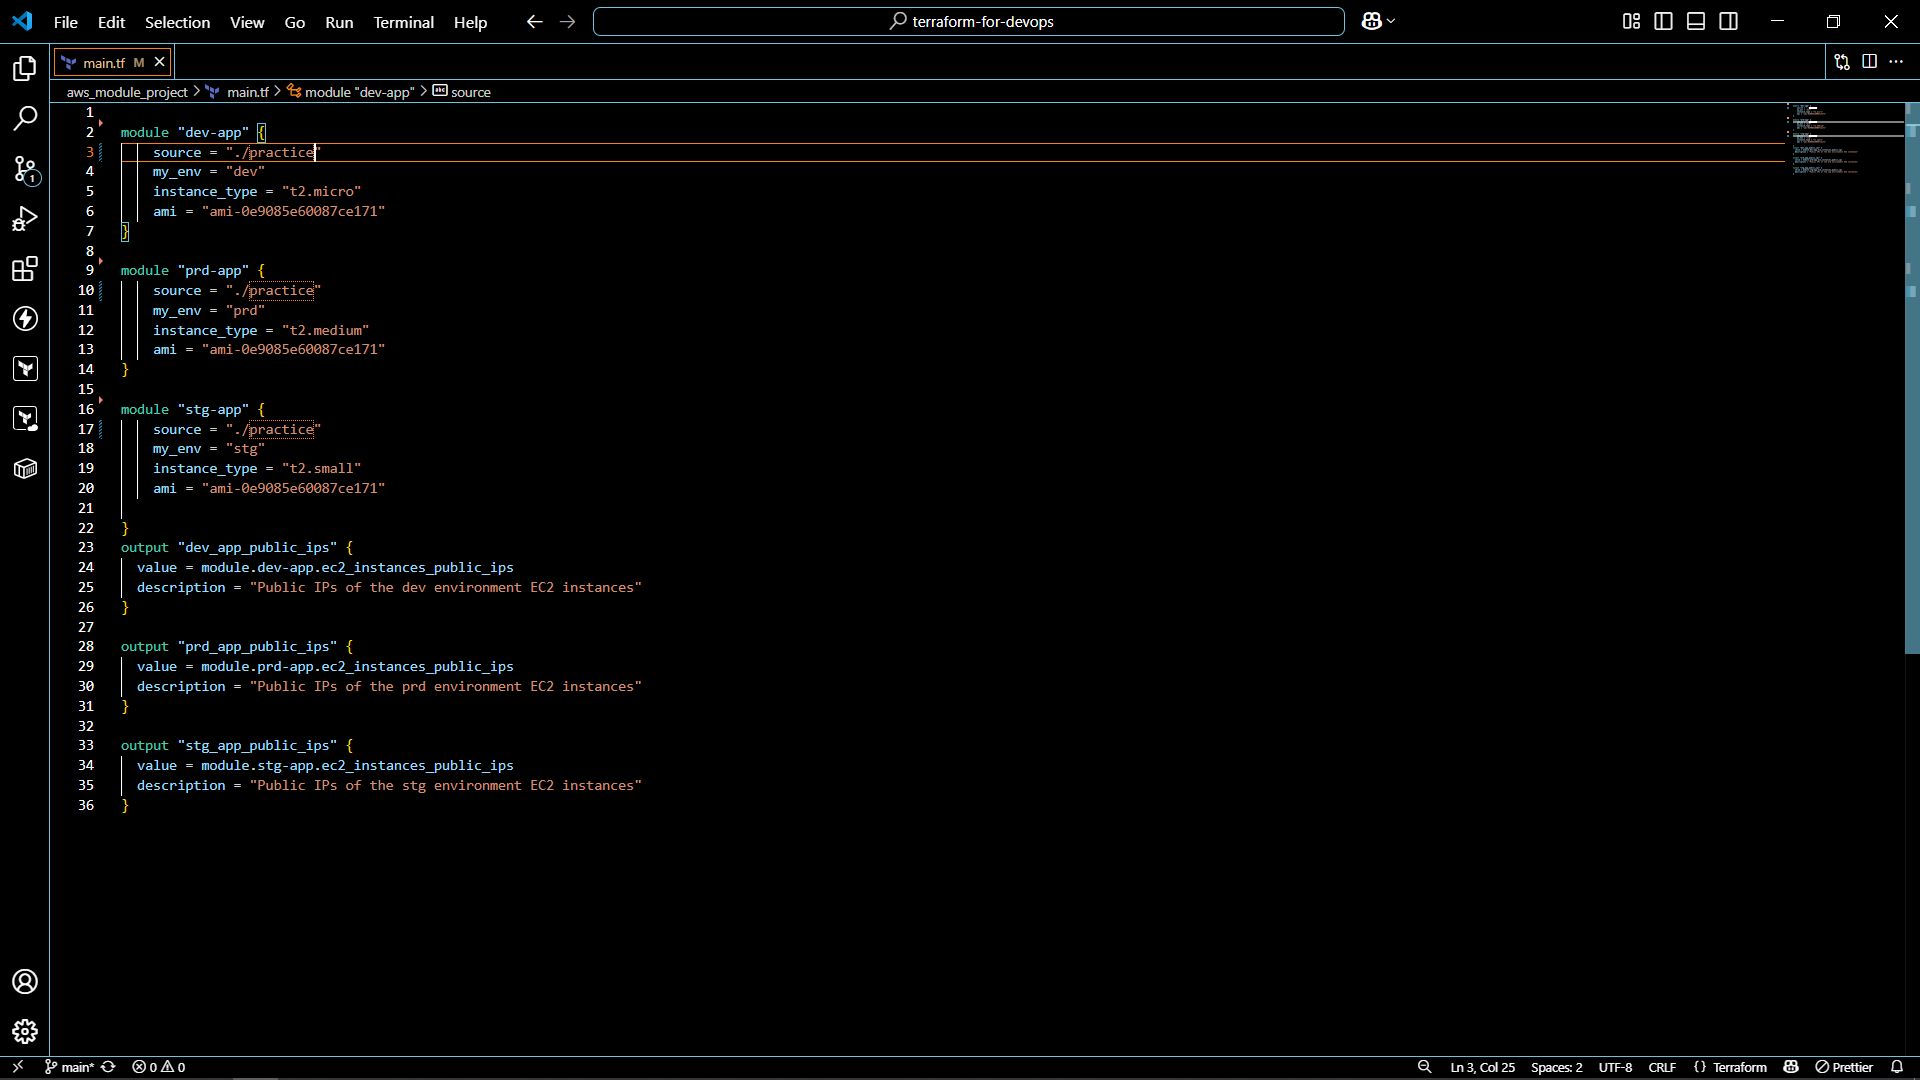 File Edit Selection View Go Run Terminal Help
terraform-for-devops
main.tf M
aws_module_project > main.tf > module "dev-app" > source
1
2 module "dev-app" {
3 source = "./practice"
4 my_env = "dev"
5 instance_type = "t2.micro"
6 ami = "ami-0e9085e60087ce171"
7 }
8
9 module "prd-app" {
10 source = "./practice"
11 my_env = "prd"
12 instance_type = "t2.medium"
13 ami = "ami-0e9085e60087ce171"
14 }
15
16 module "stg-app" {
17 source = "./practice"
18 my_env = "stg"
19 instance_type = "t2.small"
20 ami = "ami-0e9085e60087ce171"
21
22 }
23 output "dev_app_public_ips" {
24 value = module.dev-app.ec2_instances_public_ips
25 description = "Public IPs of the dev environment EC2 instances"
26 }
27
28 output "prd_app_public_ips" {
29 value = module.prd-app.ec2_instances_public_ips
30 description = "Public IPs of the prd environment EC2 instances"
31 }
32
33 output "stg_app_public_ips" {
34 value = module.stg-app.ec2_instances_public_ips
35 description = "Public IPs of the stg environment EC2 instances"
36 }
1
main* 0 0 Ln 3, Col 25 Spaces: 2 UTF-8 CRLF {} Terraform Prettier